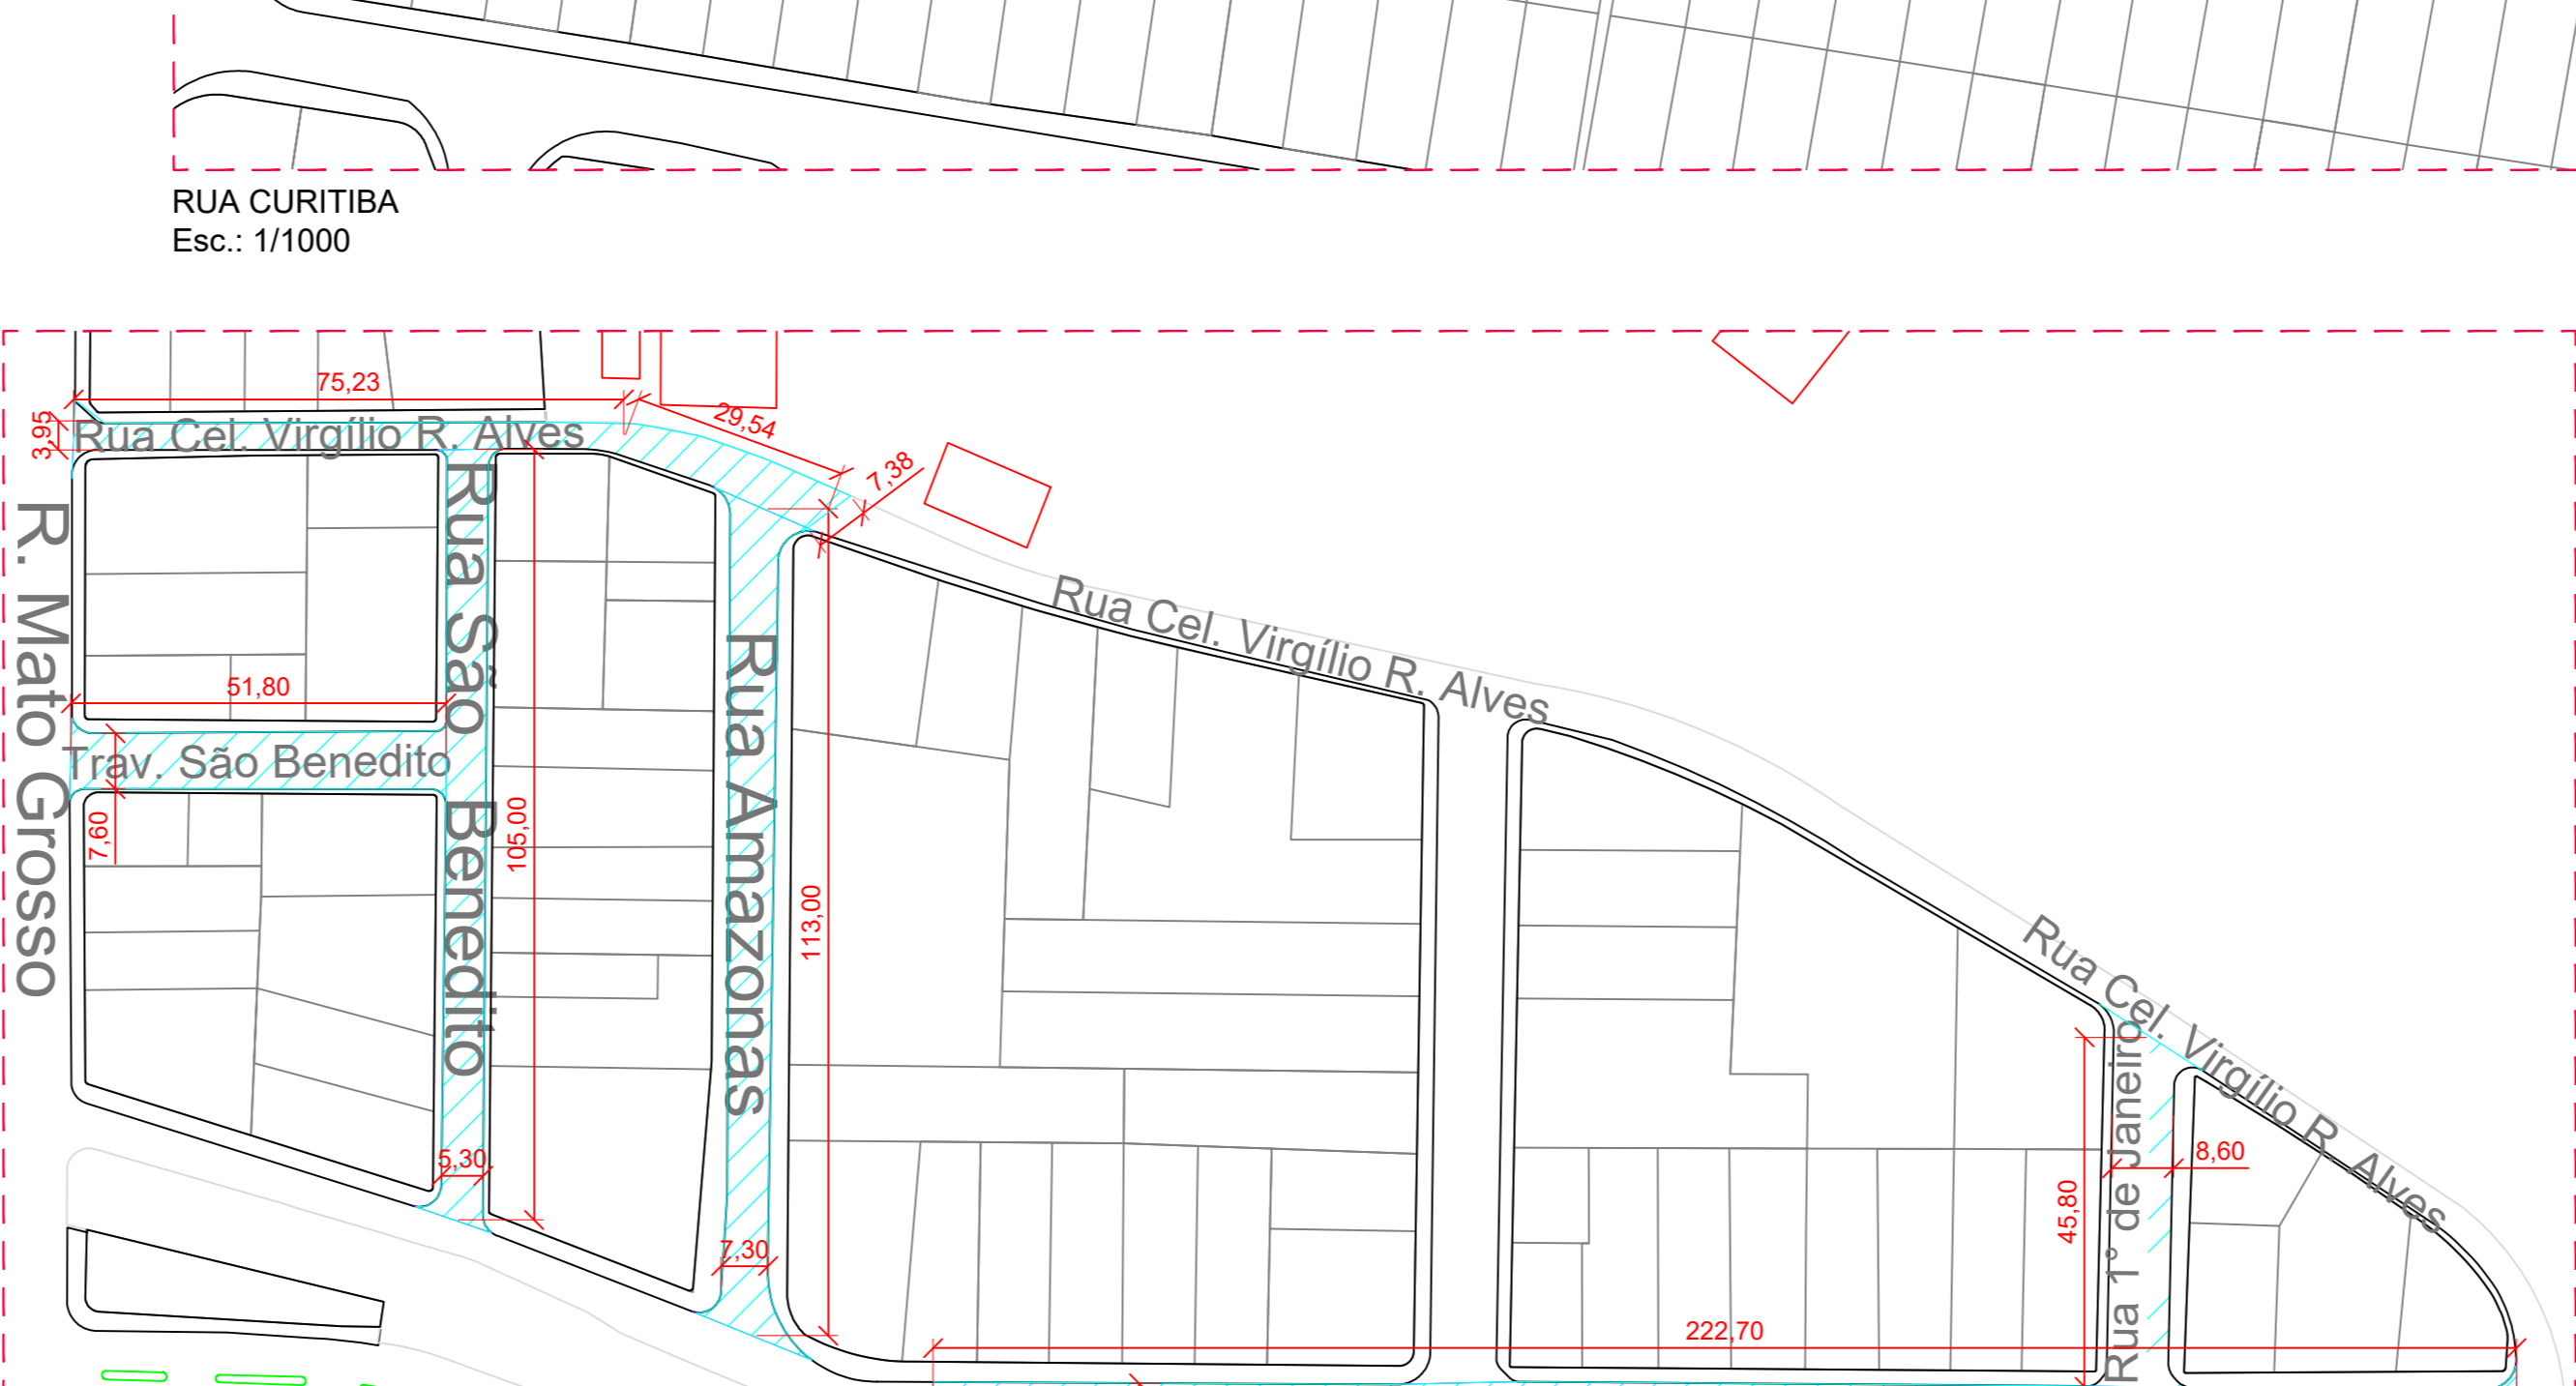 RUA CURITIBA
Esc.: 1/1000
75,23
29,54
3,95
Rua Cel. Virgílio R. Alves
7,38
R. Mato Grosso
Rua São Benedito
Rua Amazonas
Rua Cel. Virgílio R. Alves
51,80
Trav. São Benedito
7,60
105,00
113,00
Rua Cel. Virgílio R. Alves
Rua 1° de Janeiro
5,30
8,60
45,80
7,30
222,70